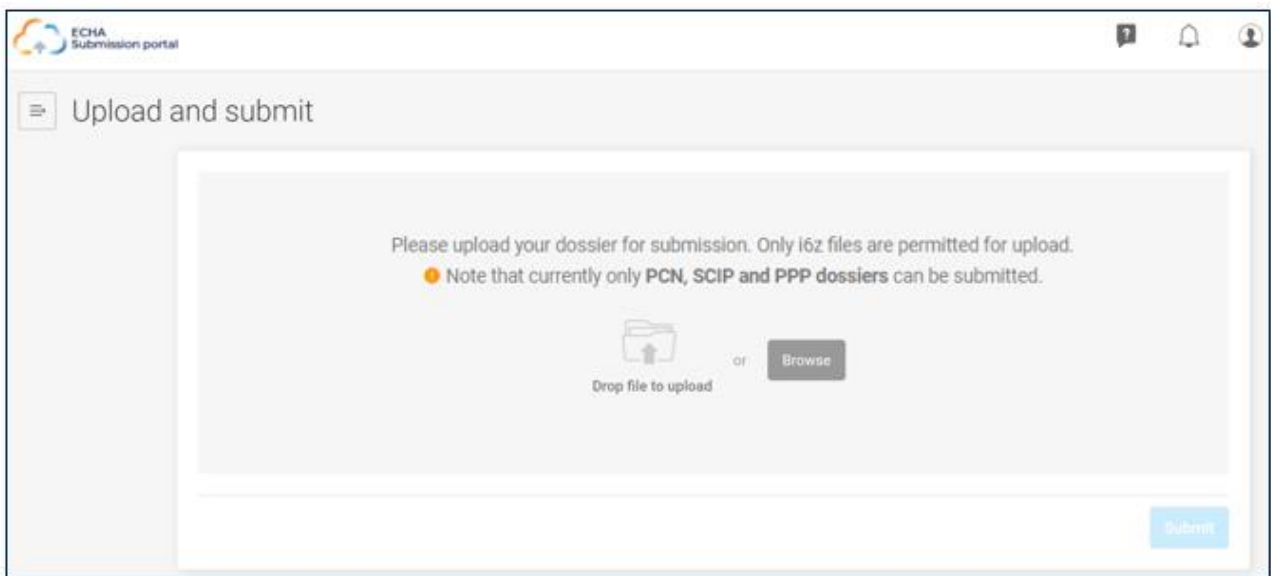 ECHA
Submission portal
Upload and submit
Please upload your dossier for submission. Only i6z files are permitted for upload.
Note that currently only PCN, SCIP and PPP dossiers can be submitted.
Drop file to upload
or
Browse
Submit